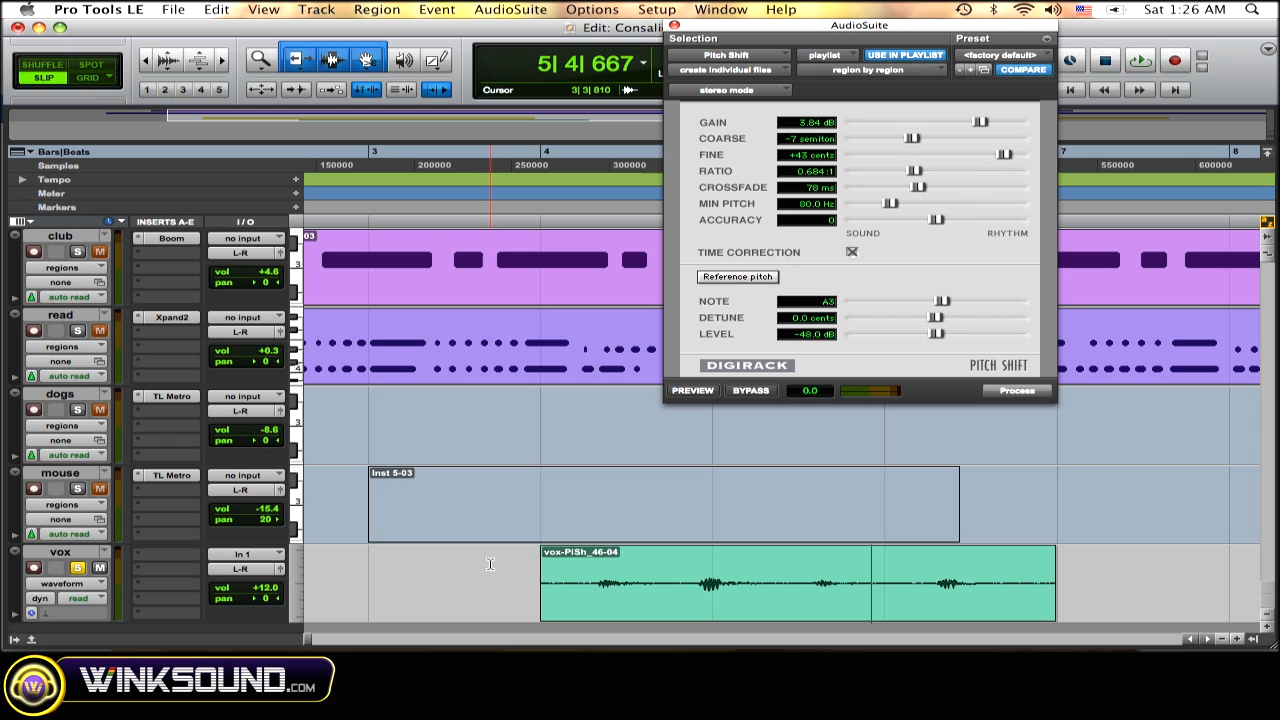 Pro Tools LE File Edit View Track Region Event AudioSuite Options Setup Window Help Sat 1:26 AM
Edit: Consali
AudioSuite
Selection Preset
SHUFFLE
SLIP GRID
1 2 3 4 5
5| 4| 667
Cursor 3| 3| 810
Pitch Shift playlist USE IN PLAYLIST <factory default>
create individual files region by region COMPARE
stereo mode
GAIN 3.84 dB
COARSE -7 semiton
FINE +43 cents
RATIO 0.684:1
CROSSFADE 78 ms
MIN PITCH 80.0 Hz
ACCURACY 0
SOUND RHYTHM
TIME CORRECTION
Reference pitch
NOTE A3
DETUNE 0.0 cents
LEVEL -48.0 dB
DIGIRACK PITCH SHIFT
PREVIEW BYPASS 0.0 Process
Bars|Beats 3 4 7 8
Samples 150000 200000 250000 300000 550000 600000
Tempo
Meter
Markers
INSERTS A-E I / O
club Boom no input 03
S M L-R
regions vol +4.6
none pan 0
auto read
read Xpand2 no input
S M L-R
regions vol +0.3
none pan 0
auto read
dogs TL Metro no input
S M L-R
regions vol -8.6
none pan 0
auto read
mouse TL Metro no input Inst 5-03
S M L-R
regions vol -15.4
none pan 20
auto read
vox In 1 vox-PiSh_46-04
S M L-R
waveform vol +12.0
dyn read pan 0
WINKSOUND.COM